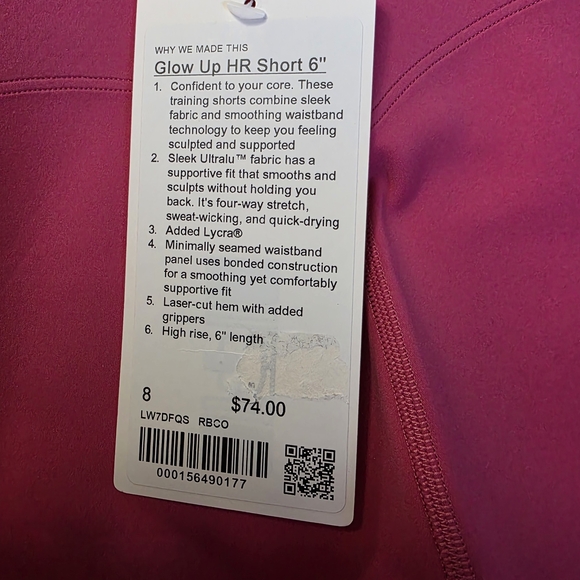 WHY WE MADE THIS
Glow Up HR Short 6"
1. Confident to your core. These
training shorts combine sleek
fabric and smoothing waistband
technology to keep you feeling
sculpted and supported
2. Sleek Ultralu™ fabric has a
supportive fit that smooths and
sculpts without holding you
back. It's four-way stretch,
sweat-wicking, and quick-drying
3. Added Lycra®
4. Minimally seamed waistband
panel uses bonded construction
for a smoothing yet comfortably
supportive fit
5. Laser-cut hem with added
grippers
6. High rise, 6" length
8 $74.00
LW7DFQS RBCO
000156490177